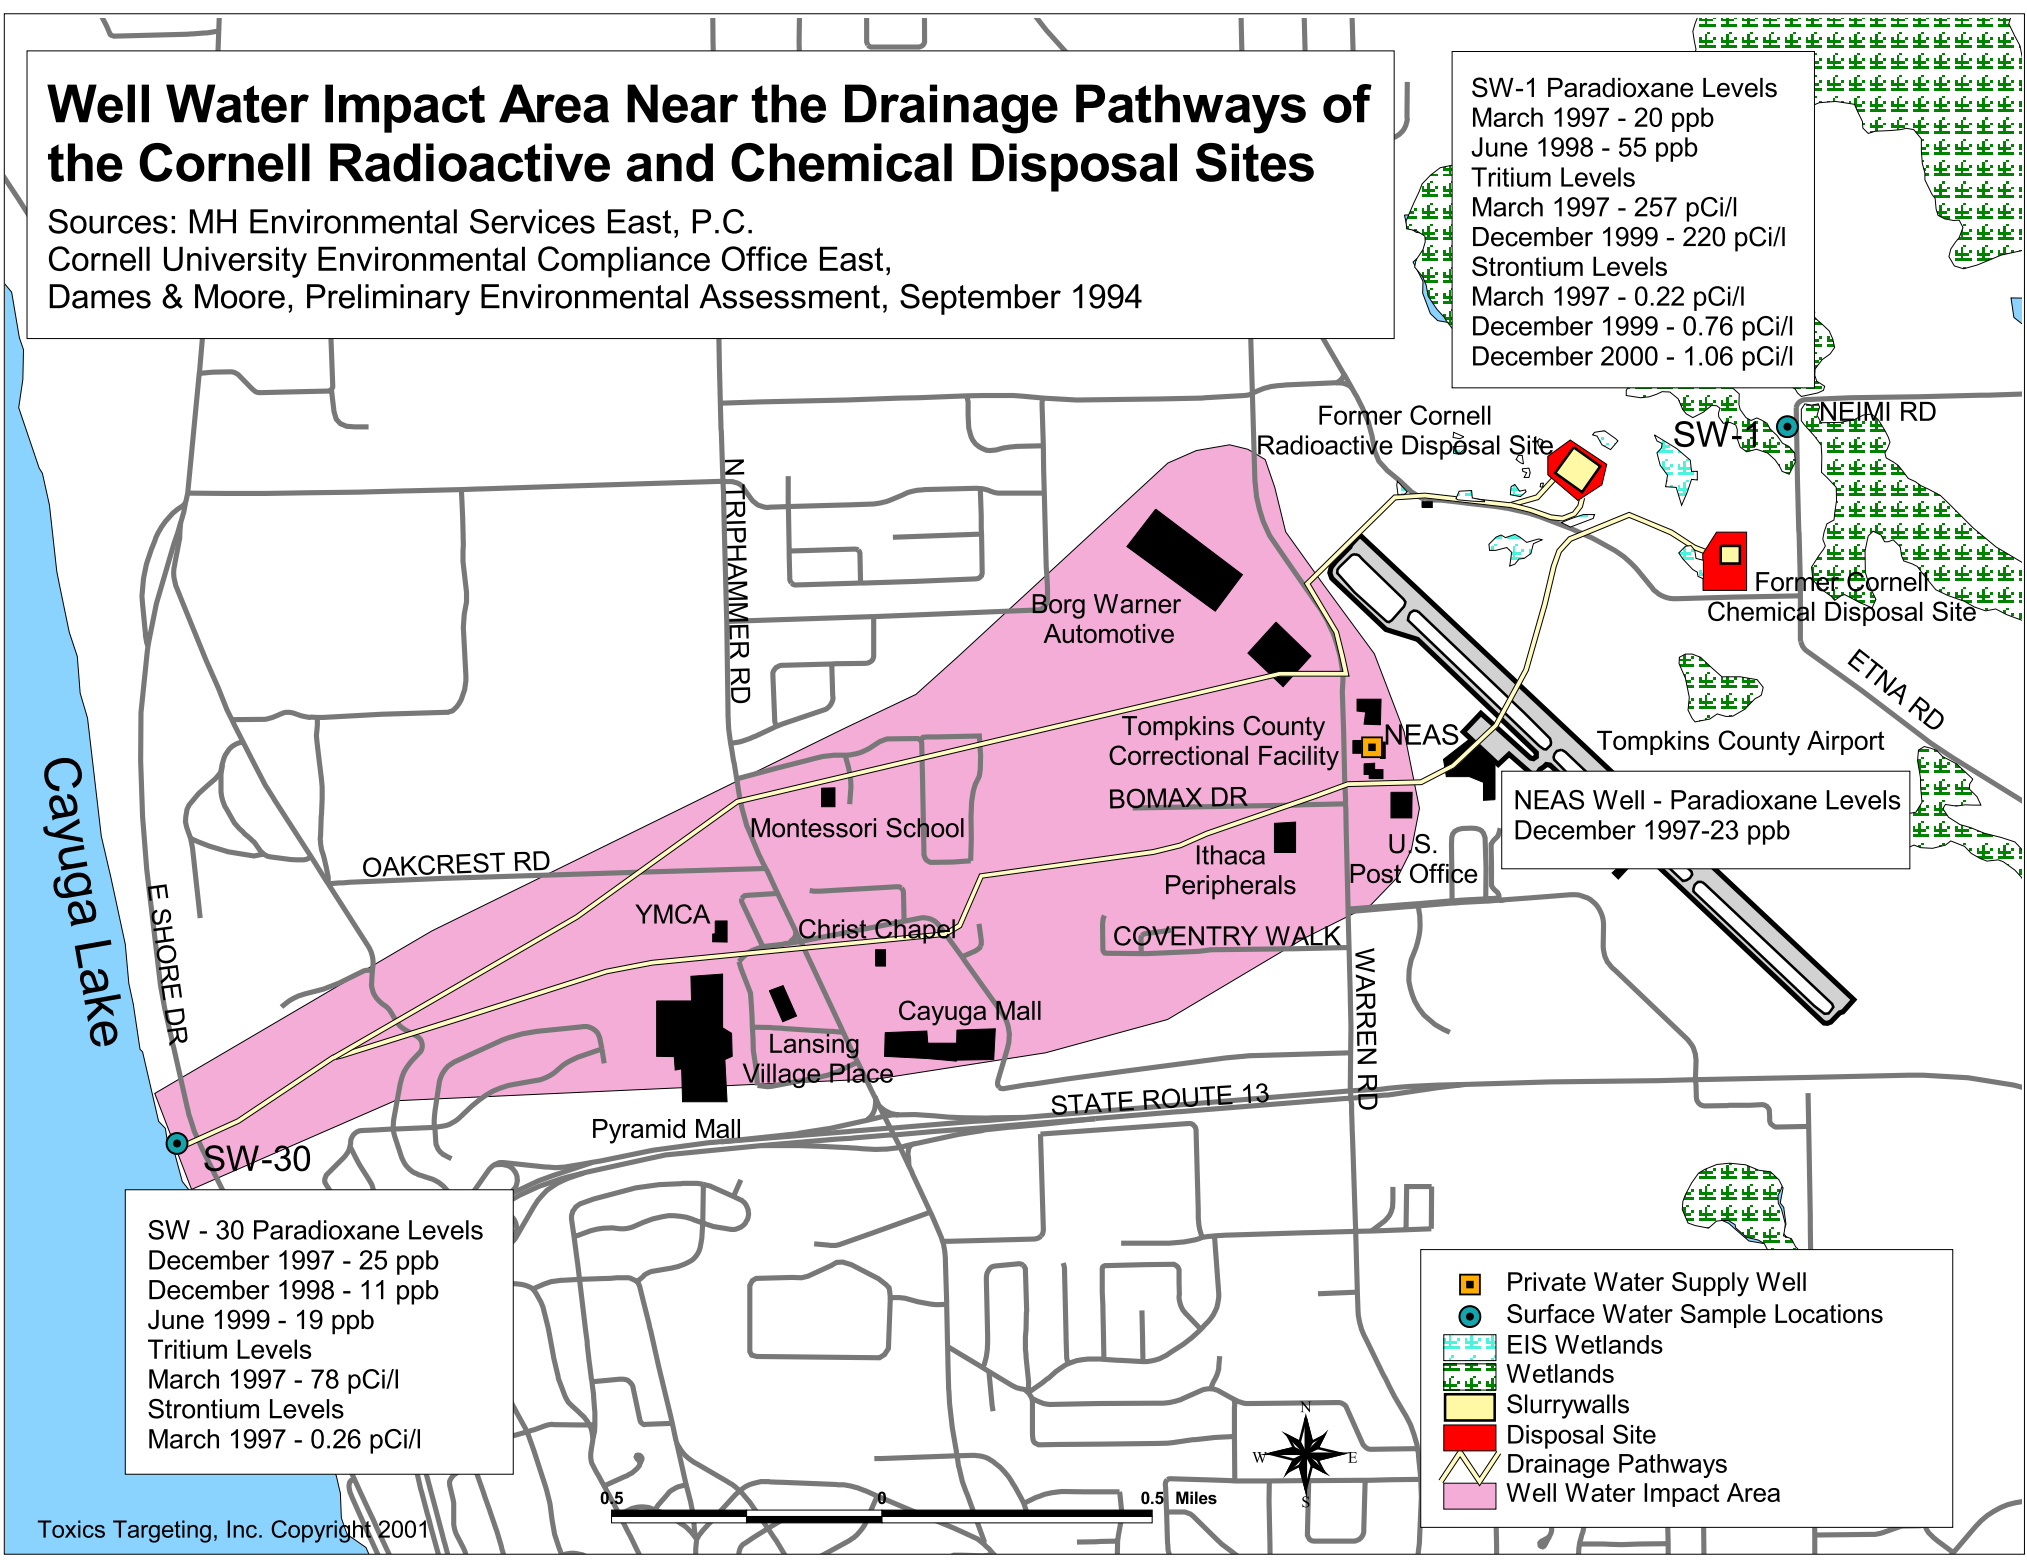 Well Water Impact Area Near the Drainage Pathways of
the Cornell Radioactive and Chemical Disposal Sites
Sources: MH Environmental Services East, P.C.
Cornell University Environmental Compliance Office East,
Dames & Moore, Preliminary Environmental Assessment, September 1994
SW-1 Paradioxane Levels
March 1997 - 20 ppb
June 1998 - 55 ppb
Tritium Levels
March 1997 - 257 pCi/l
December 1999 - 220 pCi/l
Strontium Levels
March 1997 - 0.22 pCi/l
December 1999 - 0.76 pCi/l
December 2000 - 1.06 pCi/l
Former Cornell
Radioactive Disposal Site
SW-1
NEIMI RD
Former Cornell
Chemical Disposal Site
ETNA RD
N TRIPHAMMER RD
Borg Warner
Automotive
Tompkins County
Correctional Facility
NEAS
Tompkins County Airport
BOMAX DR
NEAS Well - Paradioxane Levels
December 1997-23 ppb
Montessori School
U.S.
Post Office
Ithaca
Peripherals
OAKCREST RD
YMCA
Christ Chapel
COVENTRY WALK
Cayuga Lake
E SHORE DR
WARREN RD
Cayuga Mall
Lansing
Village Place
STATE ROUTE 13
Pyramid Mall
SW-30
SW - 30 Paradioxane Levels
December 1997 - 25 ppb
December 1998 - 11 ppb
June 1999 - 19 ppb
Tritium Levels
March 1997 - 78 pCi/l
Strontium Levels
March 1997 - 0.26 pCi/l
Private Water Supply Well
Surface Water Sample Locations
EIS Wetlands
Wetlands
Slurrywalls
Disposal Site
Drainage Pathways
Well Water Impact Area
N
W
E
S
0.5
0
0.5 Miles
Toxics Targeting, Inc. Copyright 2001